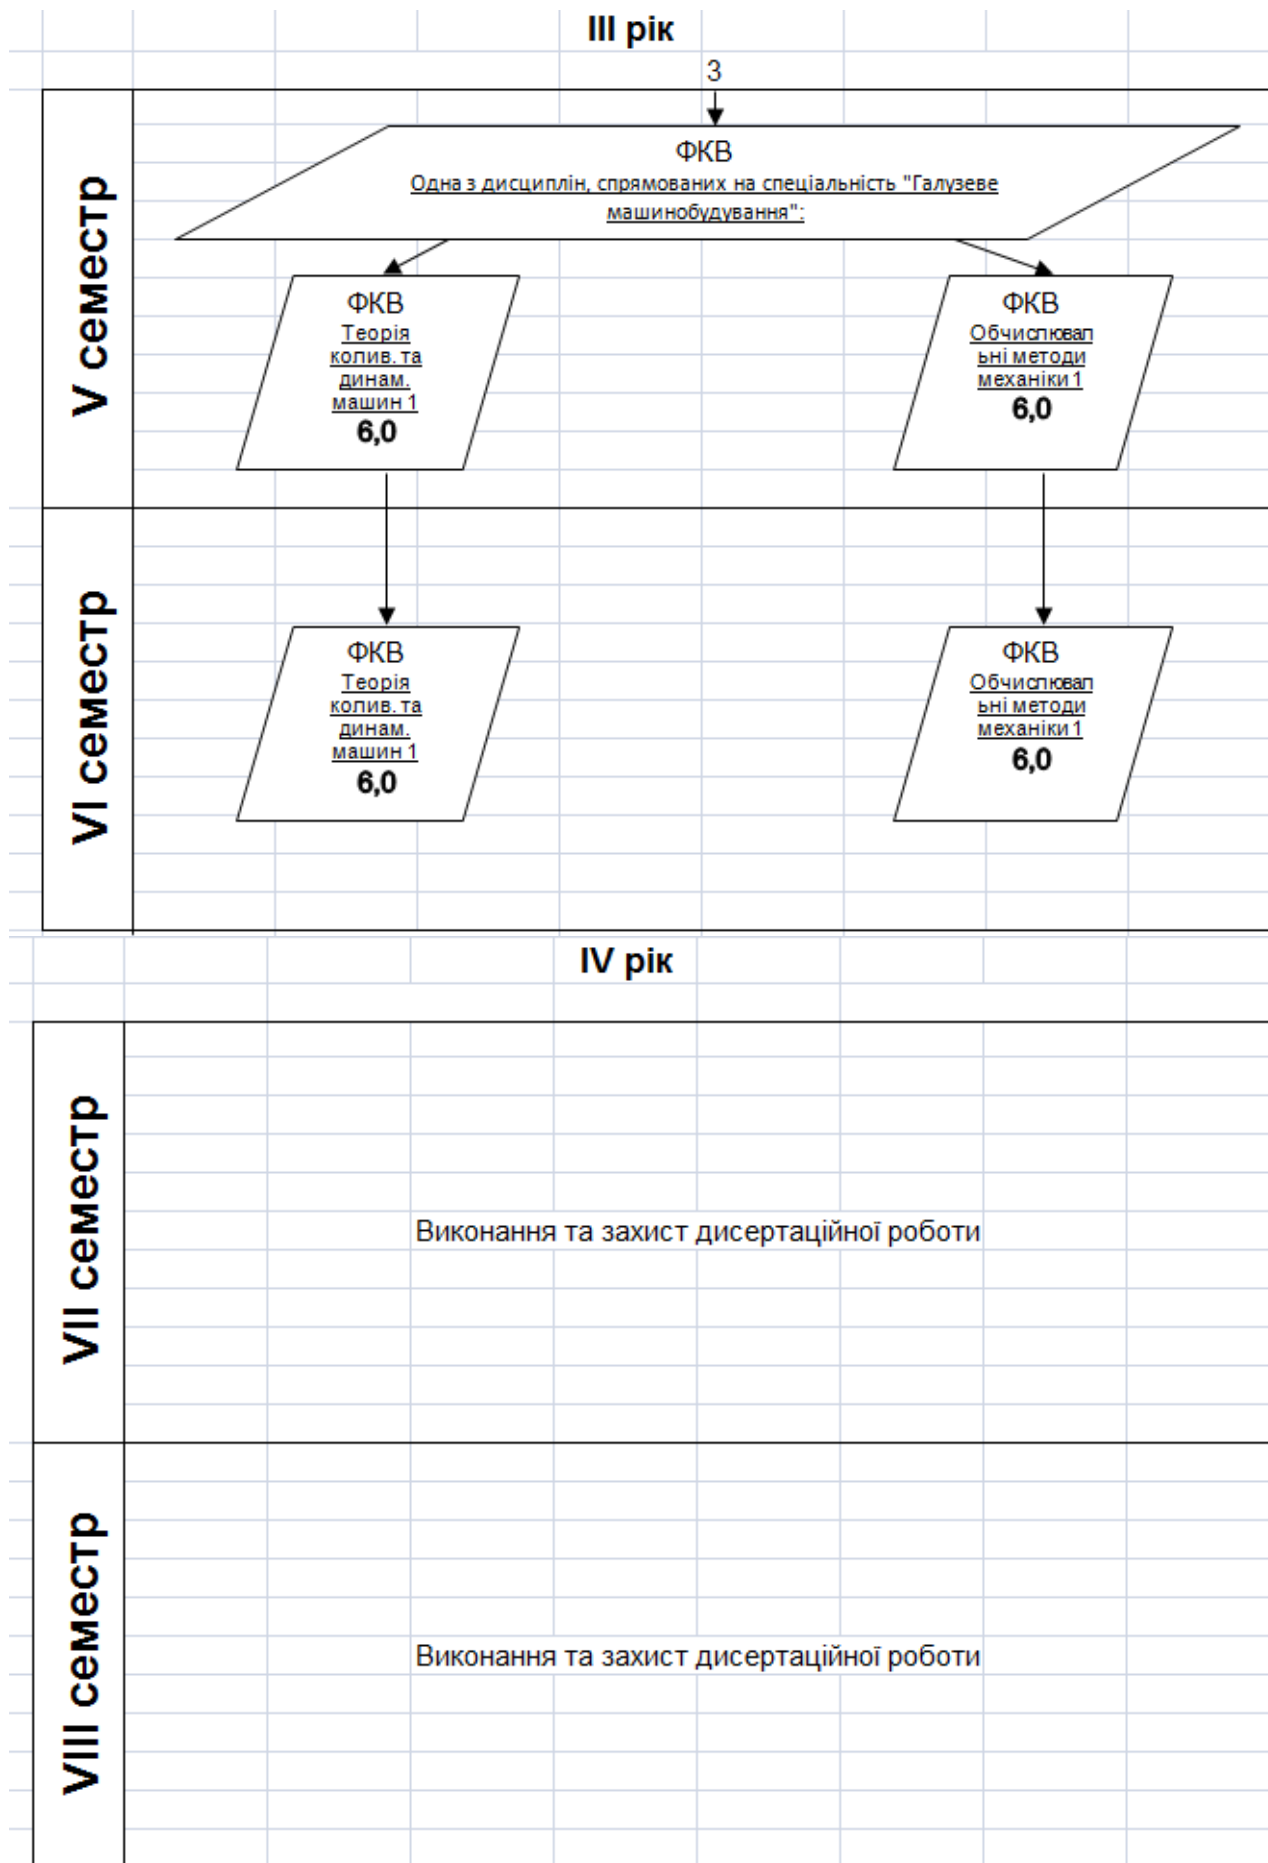 III рік
3
V семестр
ФКВ
Одна з дисциплін, спрямованих на спеціальність "Галузеве
машинобудування":
ФКВ
Теорія
колив. та
динам.
машин 1
6,0
ФКВ
Обчислювал
ьні методи
механіки 1
6,0
VI семестр
ФКВ
Теорія
колив. та
динам.
машин 1
6,0
ФКВ
Обчислювал
ьні методи
механіки 1
6,0
IV рік
VII семестр
Виконання та захист дисертаційної роботи
VIII семестр
Виконання та захист дисертаційної роботи